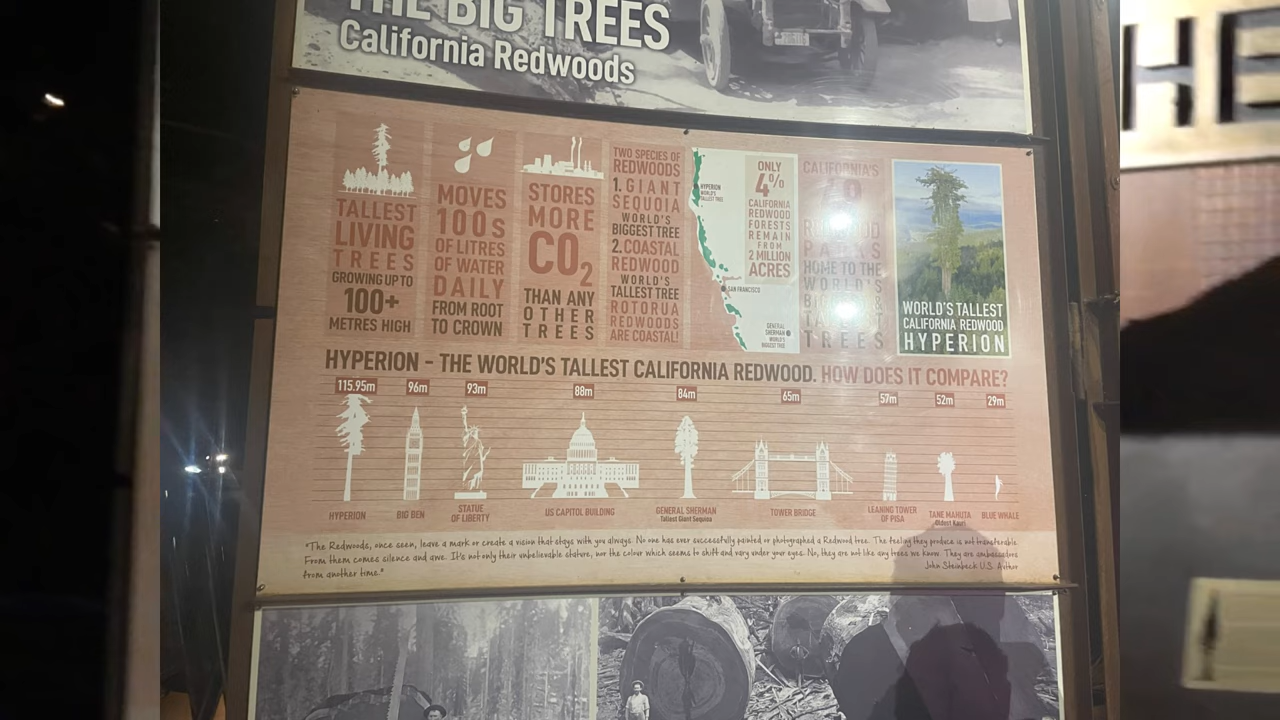 THE BIG TREES
California Redwoods
TALLEST
LIVING
TREES
GROWING UP TO
100+
METRES HIGH
MOVES
100s
OF LITRES
OF WATER
DAILY
FROM ROOT
TO CROWN
STORES
MORE
CO2
THAN ANY
OTHER
TREES
TWO SPECIES OF
REDWOODS
1. GIANT
SEQUOIA
WORLD'S
BIGGEST TREE
2. COASTAL
REDWOOD
WORLD'S
TALLEST TREE
ROTORUA
REDWOODS
ARE COASTAL!
HYPERION
WORLD'S
TALLEST TREE
SAN FRANCISCO
GENERAL
SHERMAN
WORLD'S
BIGGEST TREE
ONLY
4%
CALIFORNIA
REDWOOD
FORESTS
REMAIN
FROM
2 MILLION
ACRES
CALIFORNIA'S
PARKS
HOME TO THE
WORLD'S
TREES
WORLD'S TALLEST
CALIFORNIA REDWOOD
HYPERION
HYPERION – THE WORLD'S TALLEST CALIFORNIA REDWOOD. HOW DOES IT COMPARE?
115.95m 96m 93m 88m 84m 65m 57m 52m 29m
HYPERION
BIG BEN
STATUE
OF LIBERTY
US CAPITOL BUILDING
GENERAL SHERMAN
Tallest Giant Sequoia
TOWER BRIDGE
LEANING TOWER
OF PISA
TANE MAHUTA
Oldest Kauri
BLUE WHALE
"The Redwoods, once seen, leave a mark or create a vision that stays with you always. No one has ever successfully painted or photographed a Redwood tree. The feeling they produce is not transferable.
From them comes silence and awe. It's not only their unbelievable stature, nor the colour which seems to shift and vary under your eyes. No, they are not like any trees we know. They are ambassadors
from another time."
John Steinbeck U.S. Author
HE